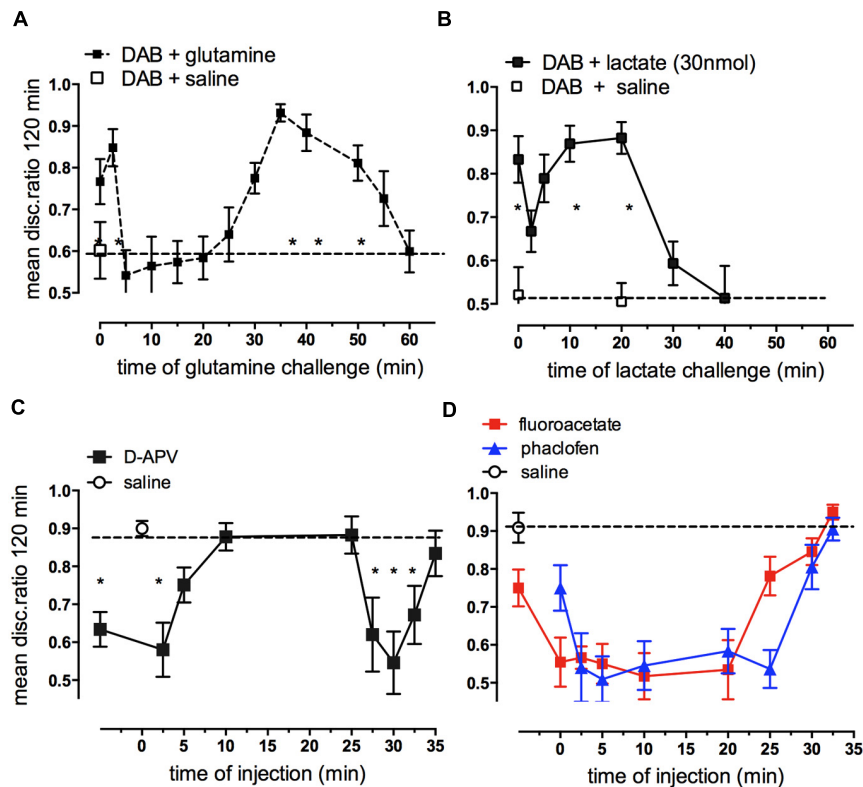 A
DAB + glutamine
DAB + saline
mean disc.ratio 120 min
1.0
0.9
0.8
0.7
0.6
0.5
* * * * *
0 10 20 30 40 50 60
time of glutamine challenge (min)
B
DAB + lactate (30nmol)
DAB + saline
1.0
0.9
0.8
0.7
0.6
0.5
* * *
0 10 20 30 40 50 60
time of lactate challenge (min)
C
D-APV
saline
mean disc.ratio 120 min
1.0
0.9
0.8
0.7
0.6
0.5
* * * * *
0 5 10 15 20 25 30 35
time of injection (min)
D
fluoroacetate
phaclofen
saline
1.0
0.9
0.8
0.7
0.6
0.5
0 5 10 15 20 25 30 35
time of injection (min)